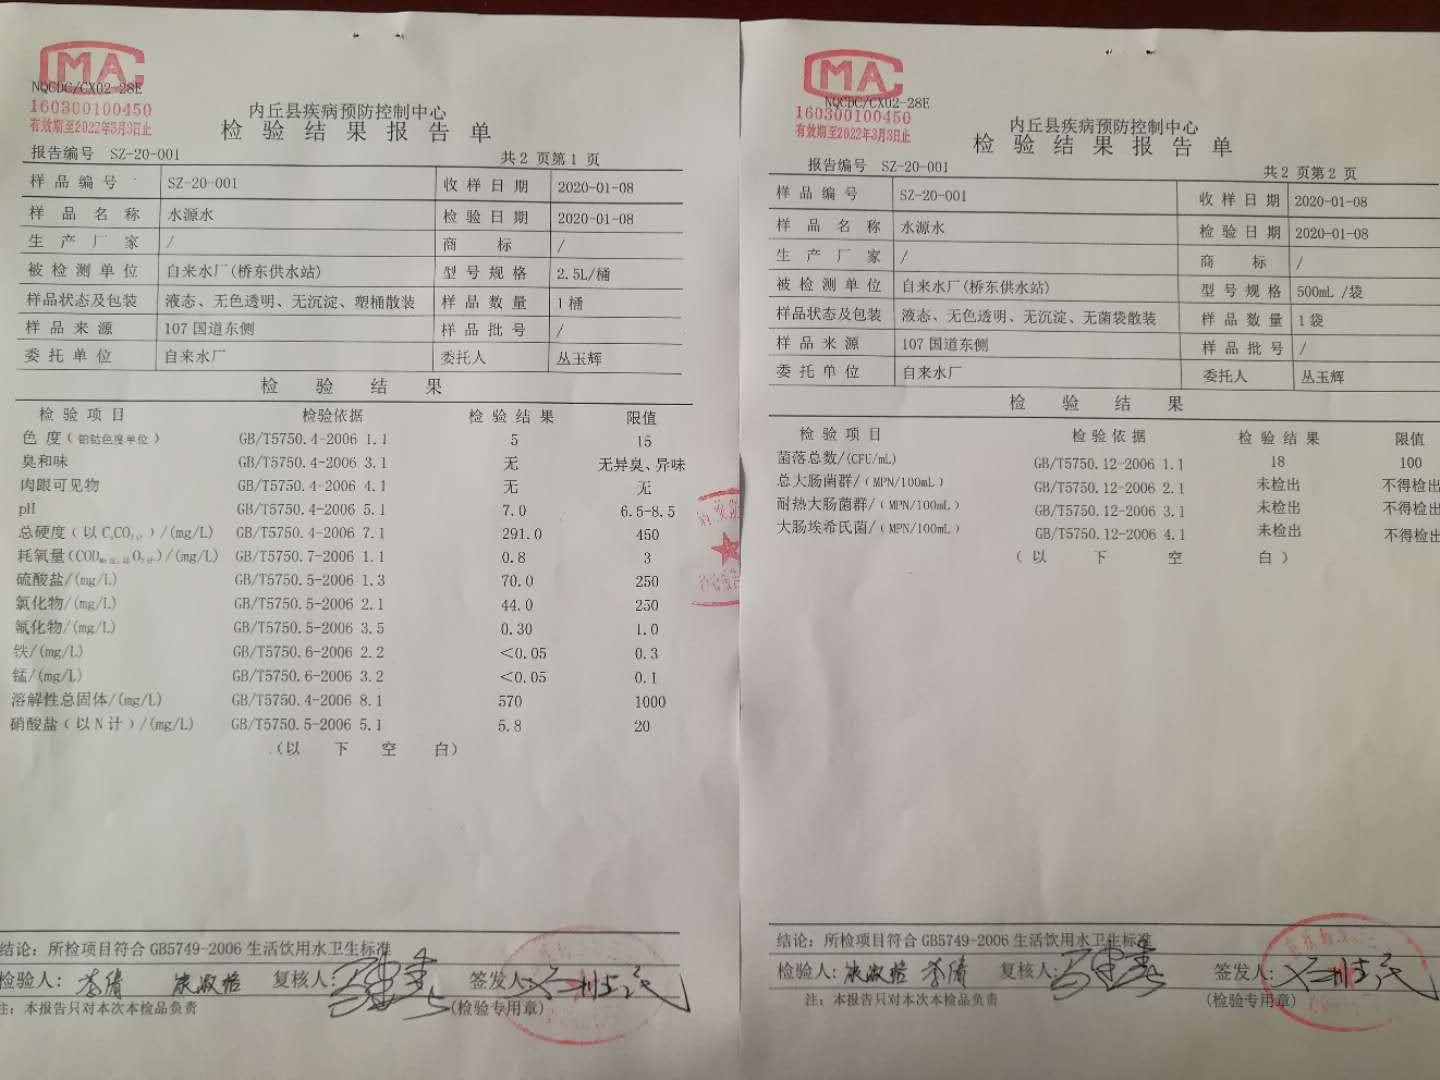 CMA
NQCDC/CX02-28E
160300100450
有效期至2022年3月3日止
内丘县疾病预防控制中心
检验结果报告单
报告编号 SZ-20-001
共2 页第1 页
样品编号 SZ-20-001 收样日期 2020-01-08
样品名称 水源水 检验日期 2020-01-08
生产厂家 / 商标 /
被检测单位 自来水厂(桥东供水站) 型号规格 2.5L/桶
样品状态及包装 液态、无色透明、无沉淀、塑桶散装 样品数量 1桶
样品来源 107国道东侧 样品批号 /
委托单位 自来水厂 委托人 丛玉辉
检验结果
检验项目 检验依据 检验结果 限值
色度(铂钴色度单位) GB/T5750.4-2006 1.1 5 15
臭和味 GB/T5750.4-2006 3.1 无 无异臭、异味
肉眼可见物 GB/T5750.4-2006 4.1 无 无
pH GB/T5750.4-2006 5.1 7.0 6.5-8.5
总硬度(以CₐCO₃计)/(mg/L) GB/T5750.4-2006 7.1 291.0 450
耗氧量(COD O₂计)/(mg/L) GB/T5750.7-2006 1.1 0.8 3
硫酸盐/(mg/L) GB/T5750.5-2006 1.3 70.0 250
氯化物/(mg/L) GB/T5750.5-2006 2.1 44.0 250
氟化物/(mg/L) GB/T5750.5-2006 3.5 0.30 1.0
铁/(mg/L) GB/T5750.6-2006 2.2 <0.05 0.3
锰/(mg/L) GB/T5750.6-2006 3.2 <0.05 0.1
溶解性总固体/(mg/L) GB/T5750.4-2006 8.1 570 1000
硝酸盐(以N计)/(mg/L) GB/T5750.5-2006 5.1 5.8 20
(以下空白)
结论: 所检项目符合GB5749-2006生活饮用水卫生标准
检验人: 复核人: 签发人:
注: 本报告只对本次本检品负责 (检验专用章)
CMA
NQCDC/CX02-28E
160300100450
有效期至2022年3月3日止
内丘县疾病预防控制中心
检验结果报告单
报告编号 SZ-20-001
共2 页第2 页
样品编号 SZ-20-001 收样日期 2020-01-08
样品名称 水源水 检验日期 2020-01-08
生产厂家 / 商标 /
被检测单位 自来水厂(桥东供水站) 型号规格 500mL /袋
样品状态及包装 液态、无色透明、无沉淀、无菌袋散装 样品数量 1袋
样品来源 107国道东侧 样品批号 /
委托单位 自来水厂 委托人 丛玉辉
检验结果
检验项目 检验依据 检验结果 限值
菌落总数/(CFU/mL) GB/T5750.12-2006 1.1 18 100
总大肠菌群/(MPN/100mL) GB/T5750.12-2006 2.1 未检出 不得检出
耐热大肠菌群/(MPN/100mL) GB/T5750.12-2006 3.1 未检出 不得检出
大肠埃希氏菌/(MPN/100mL) GB/T5750.12-2006 4.1 未检出 不得检出
(以下空白)
结论: 所检项目符合GB5749-2006生活饮用水卫生标准
检验人: 复核人: 签发人:
注: 本报告只对本次本检品负责 (检验专用章)